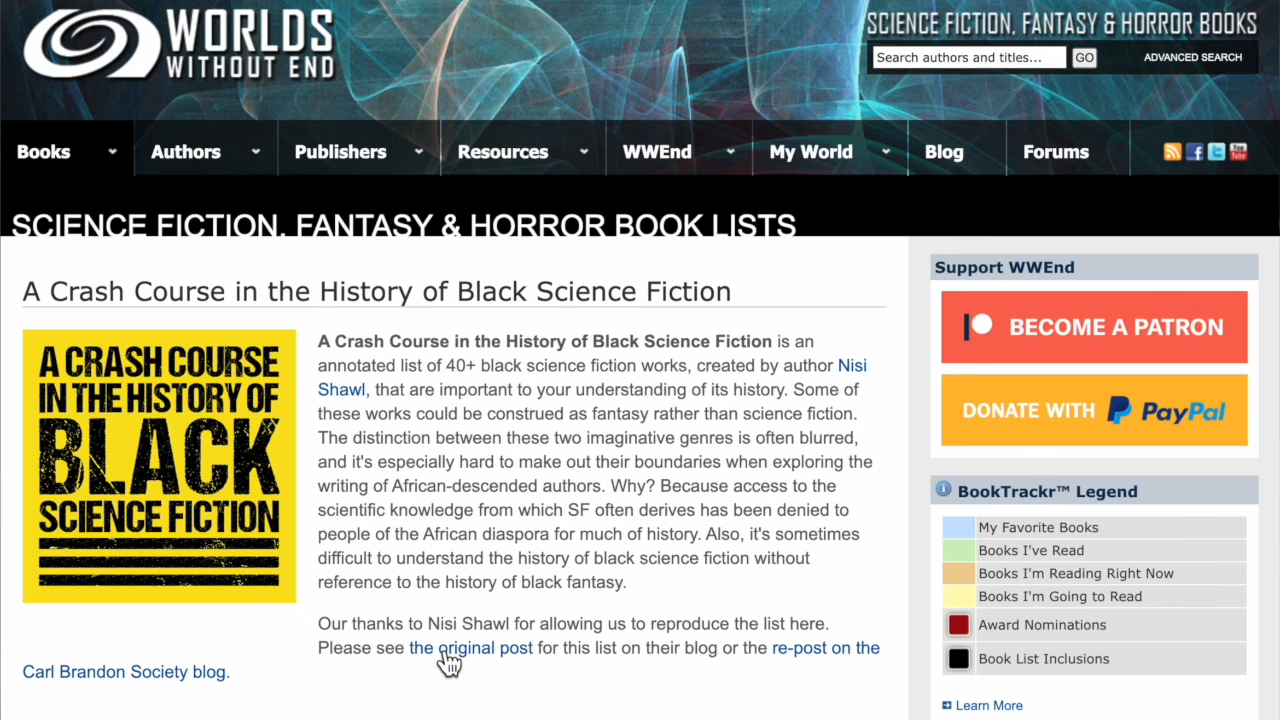 WORLDS
WITHOUT END
SCIENCE FICTION, FANTASY & HORROR BOOKS
Search authors and titles...
GO
ADVANCED SEARCH
Books
Authors
Publishers
Resources
WWEnd
My World
Blog
Forums
You
Tube
SCIENCE FICTION, FANTASY & HORROR BOOK LISTS
A Crash Course in the History of Black Science Fiction
A CRASH COURSE
IN THE HISTORY OF
BLACK
SCIENCE FICTION
A Crash Course in the History of Black Science Fiction is an
annotated list of 40+ black science fiction works, created by author Nisi
Shawl, that are important to your understanding of its history. Some of
these works could be construed as fantasy rather than science fiction.
The distinction between these two imaginative genres is often blurred,
and it's especially hard to make out their boundaries when exploring the
writing of African-descended authors. Why? Because access to the
scientific knowledge from which SF often derives has been denied to
people of the African diaspora for much of history. Also, it's sometimes
difficult to understand the history of black science fiction without
reference to the history of black fantasy.
Our thanks to Nisi Shawl for allowing us to reproduce the list here.
Please see the original post for this list on their blog or the re-post on the
Carl Brandon Society blog.
Support WWEnd
BECOME A PATRON
DONATE WITH PayPal
BookTrackr™ Legend
My Favorite Books
Books I've Read
Books I'm Reading Right Now
Books I'm Going to Read
Award Nominations
Book List Inclusions
Learn More